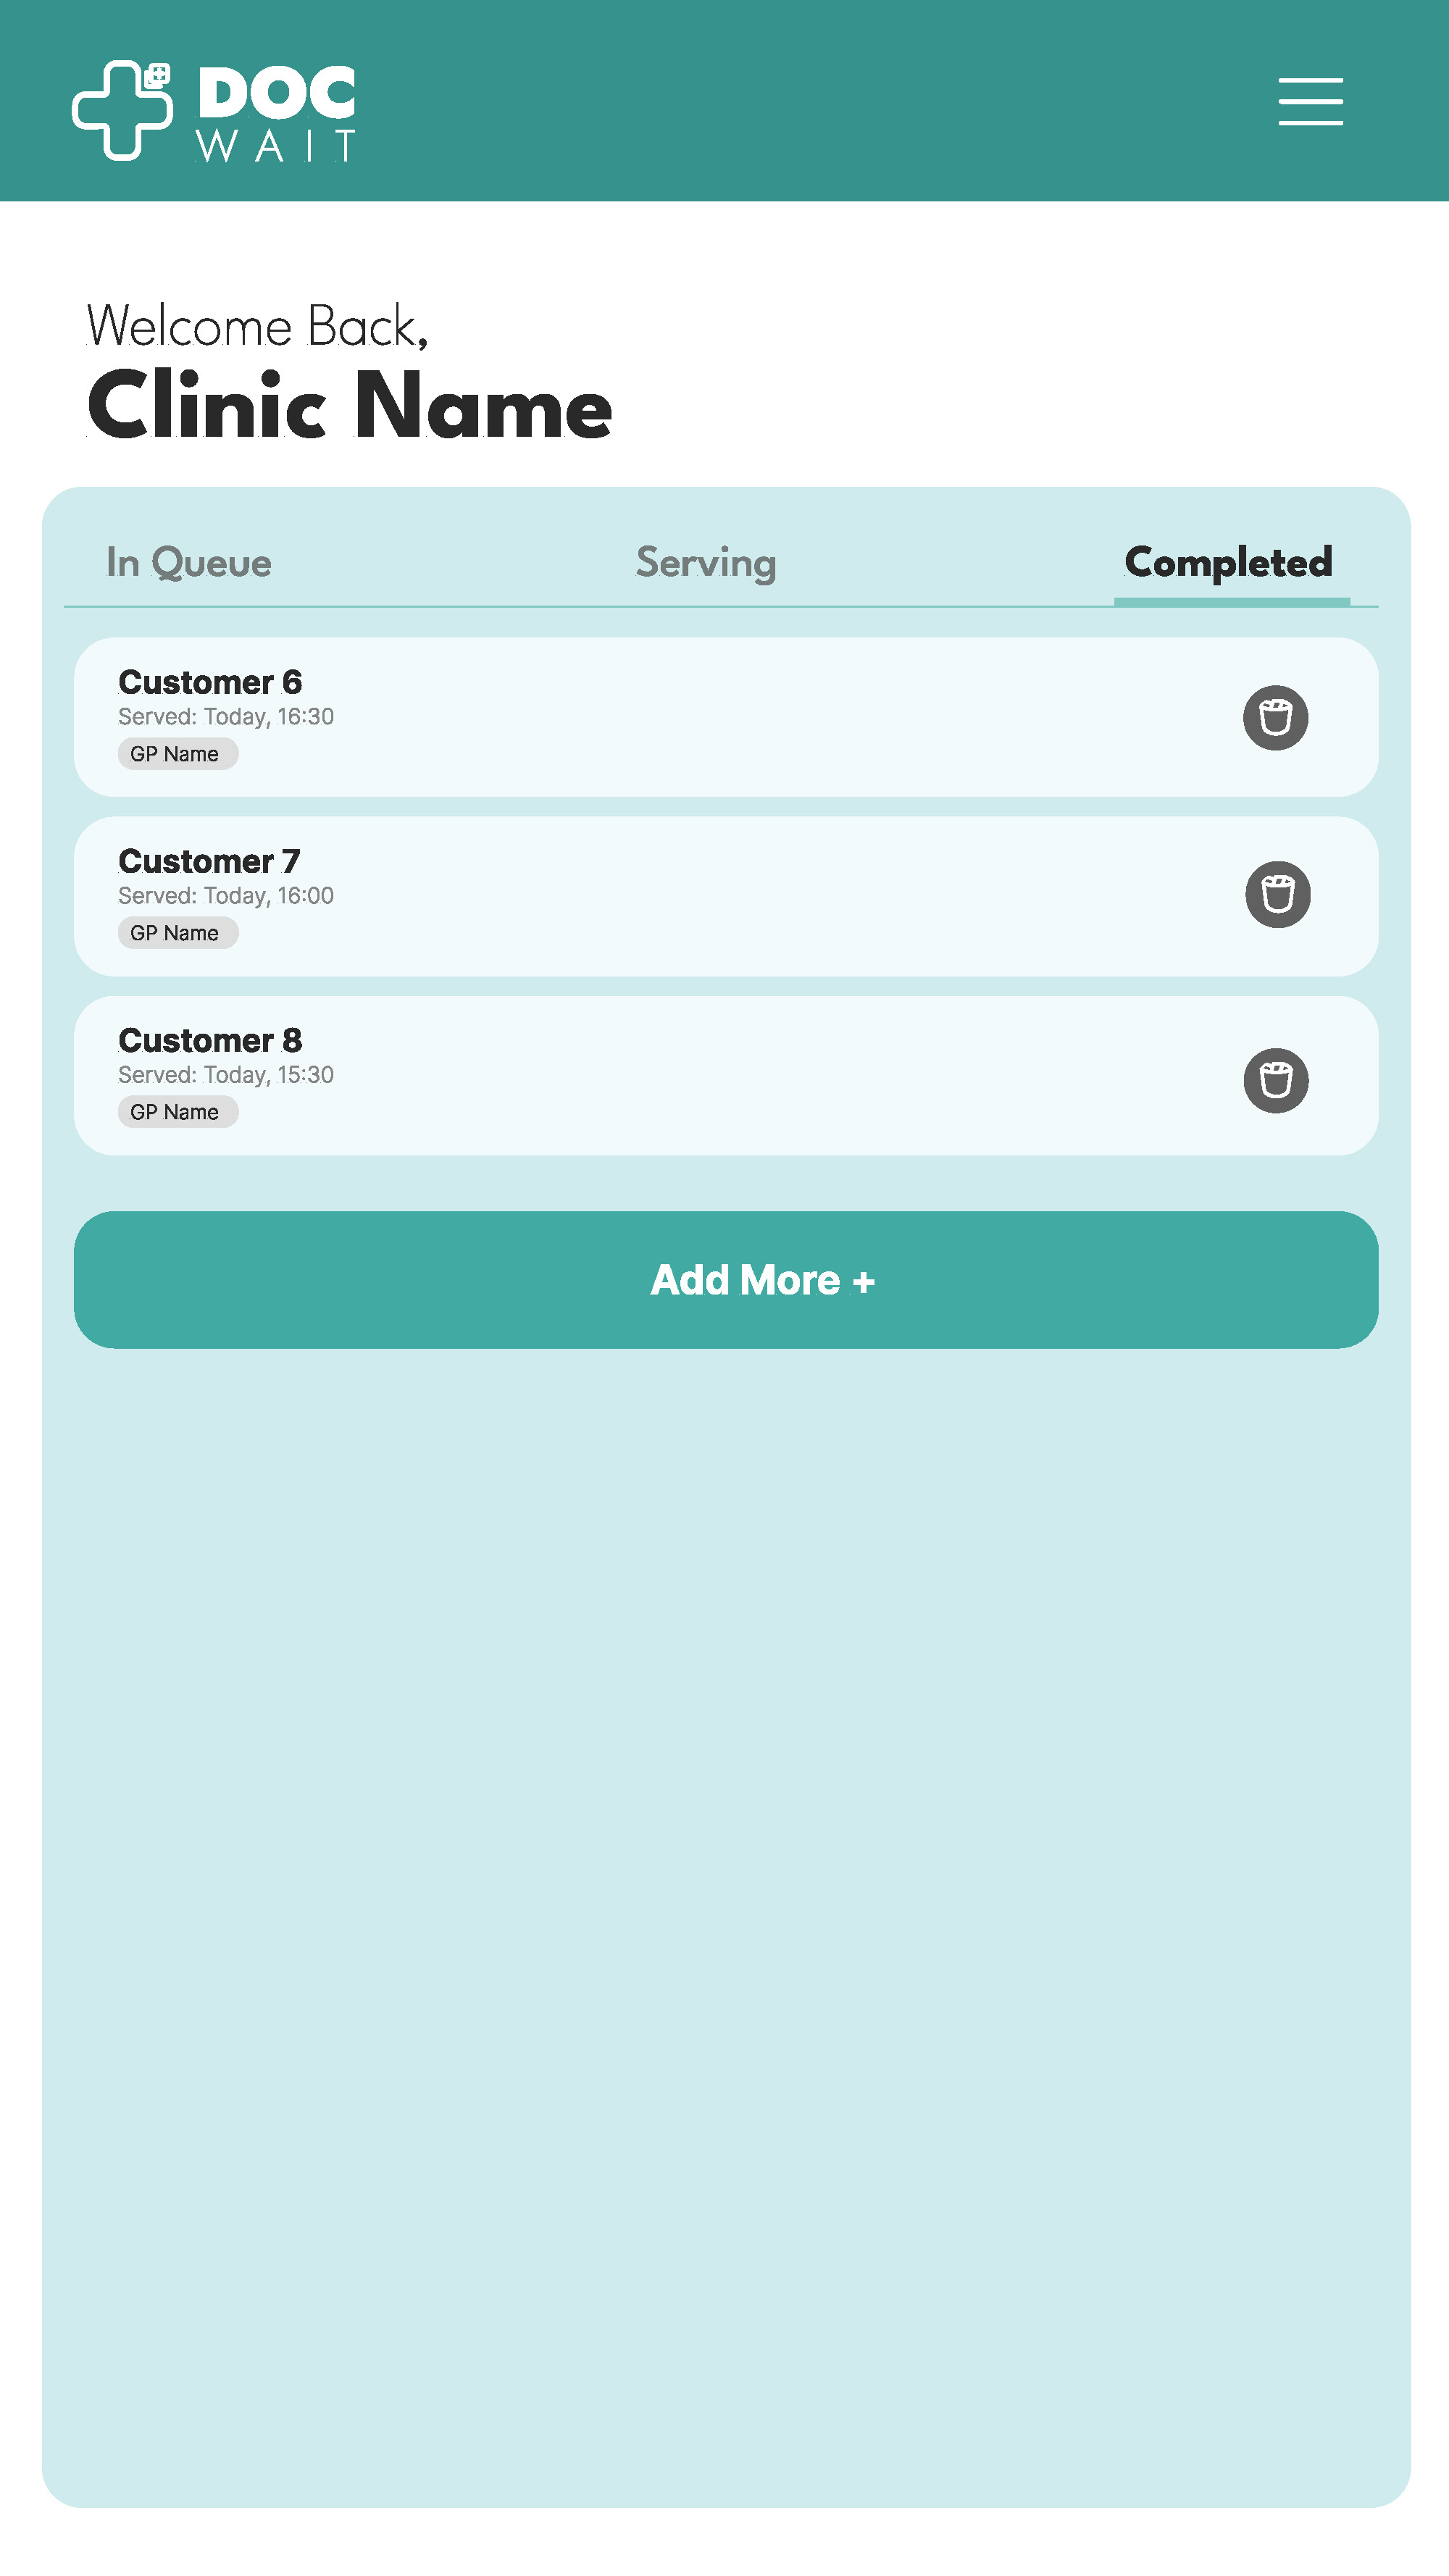 DOC
WAIT
Welcome Back,
Clinic Name
In Queue Serving Completed
Customer 6
Served: Today, 16:30
GP Name
Customer 7
Served: Today, 16:00
GP Name
Customer 8
Served: Today, 15:30
GP Name
Add More +